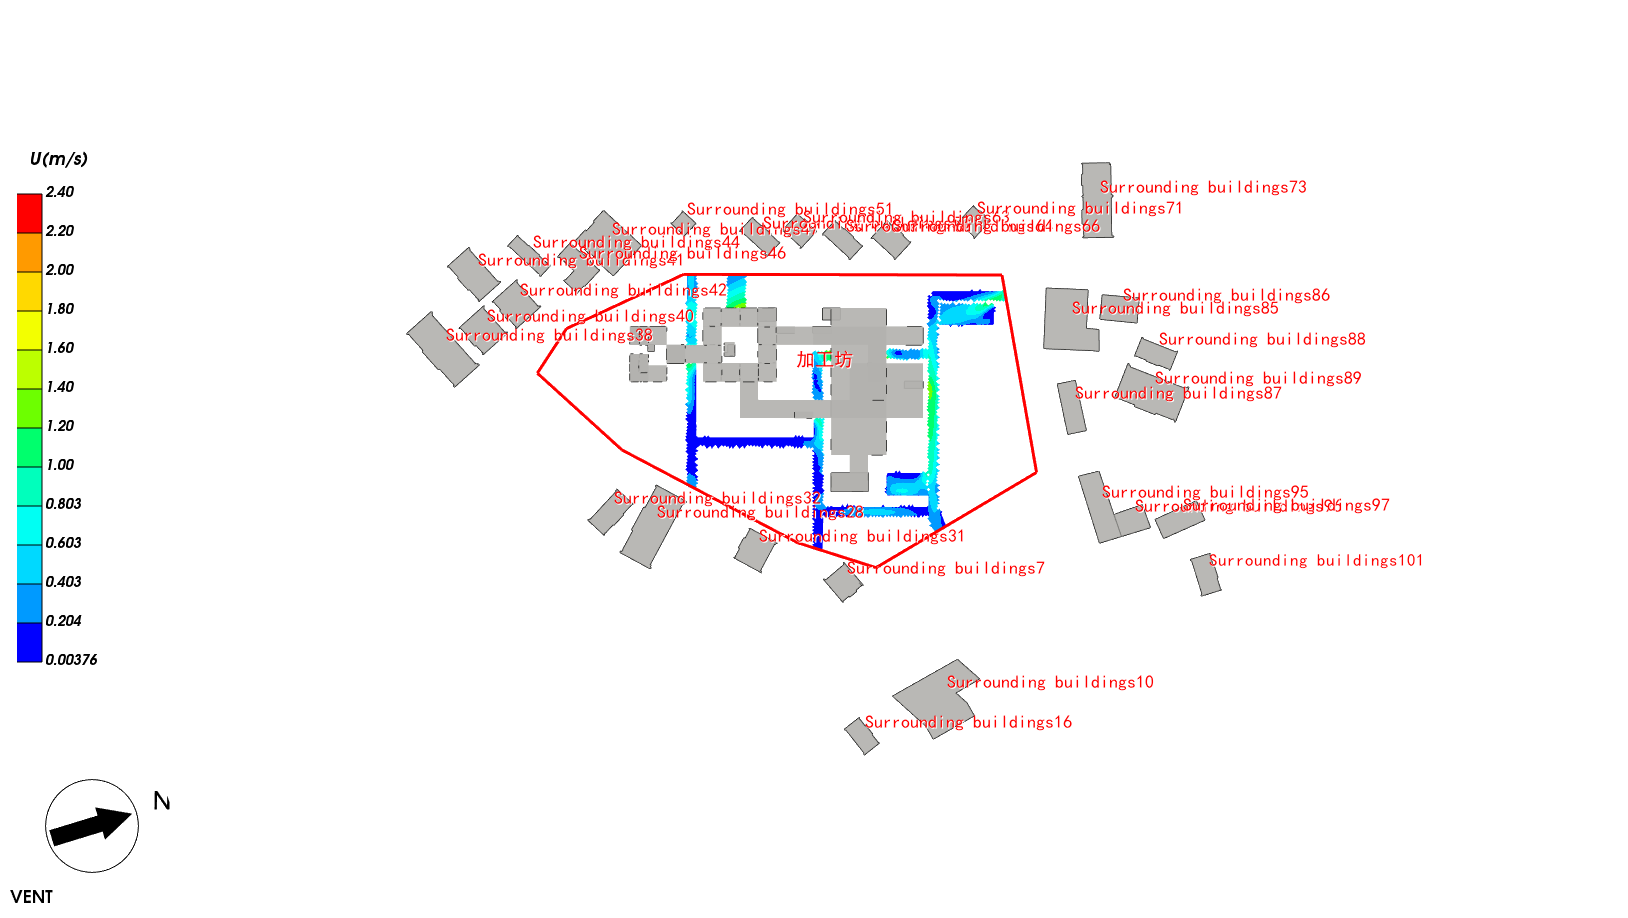 U(m/s)
2.40
2.20
2.00
1.80
1.60
1.40
1.20
1.00
0.803
0.603
0.403
0.204
0.00376
Surrounding buildings73
Surrounding buildings51
Surrounding buildings71
Surrounding buildings63
Surrounding buildings44
Surrounding buildings46
Surrounding buildings41
Surrounding buildings42
Surrounding buildings86
Surrounding buildings85
Surrounding buildings40
Surrounding buildings38
Surrounding buildings88
加工坊
Surrounding buildings89
Surrounding buildings87
Surrounding buildings95
Surrounding buildings32
Surrounding buildings97
Surrounding buildings28
Surrounding buildings31
Surrounding buildings101
Surrounding buildings7
Surrounding buildings10
Surrounding buildings16
N
VENT